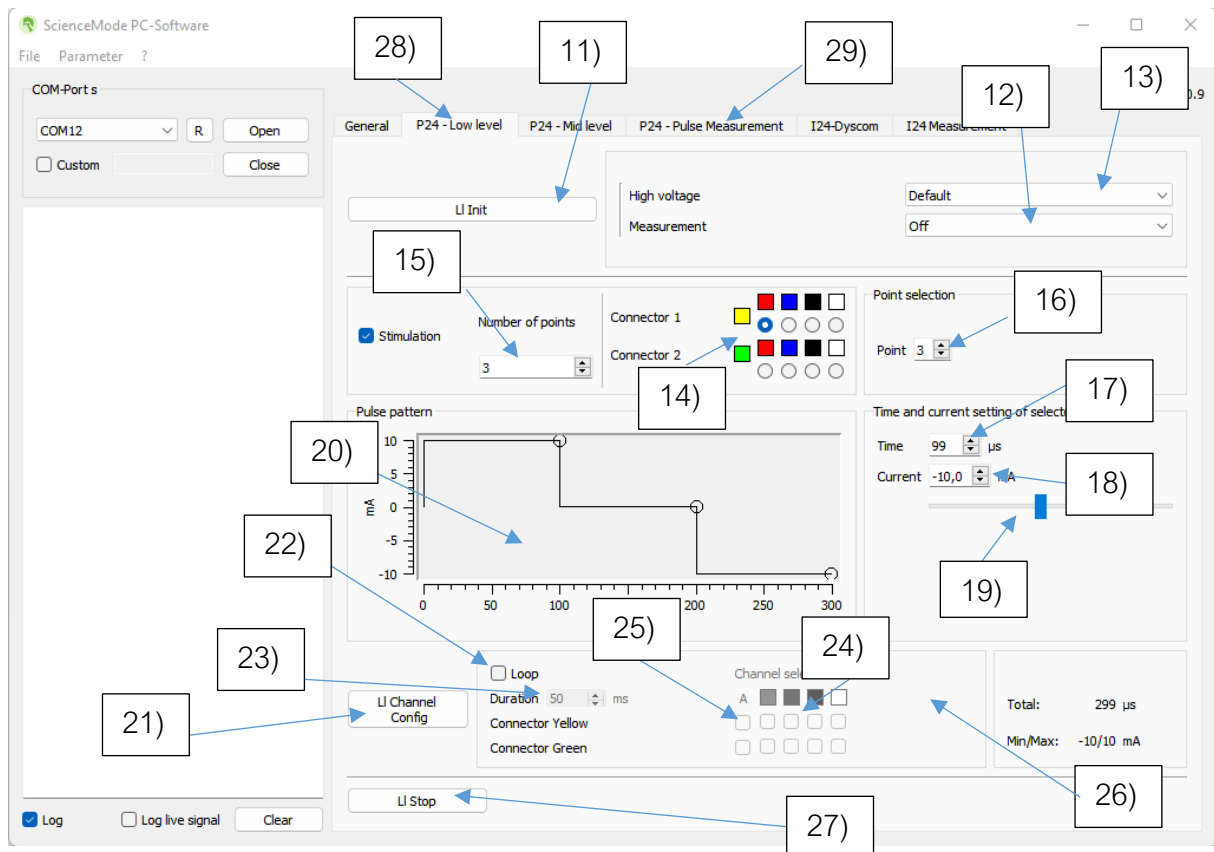 ScienceMode PC-Software
File Parameter ?
28)
11)
29)
13)
12)
COM-Port s
0.9
COM12 R Open
Custom Close
General P24 - Low level P24 - Mid level P24 - Pulse Measurement I24-Dyscom I24 Measurement
Ll Init
High voltage Default
Measurement Off
15)
16)
Stimulation
Number of points
3
Connector 1
Connector 2
14)
Point selection
Point 3
17)
Pulse pattern
Time and current setting of selecte
Time 99 µs
Current -10,0 mA
18)
19)
20)
mA
10
5
0
-5
-10
0 50 100 200 250 300
22)
25)
24)
23)
21)
Ll Channel
Config
Loop
Duration 50 ms
Connector Yellow
Connector Green
Channel sel
A
Total: 299 µs
Min/Max: -10/10 mA
26)
Ll Stop
27)
Log Log live signal Clear